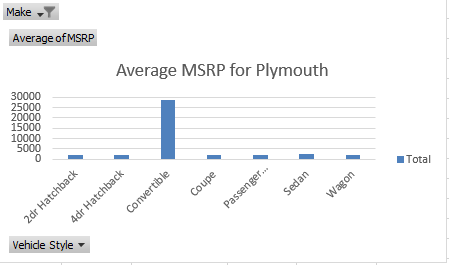 Make
Average of MSRP
Average MSRP for Plymouth
30000
25000
20000
15000
10000
5000
0
2dr Hatchback
4dr Hatchback
Convertible
Coupe
Passenger...
Sedan
Wagon
Total
Vehicle Style